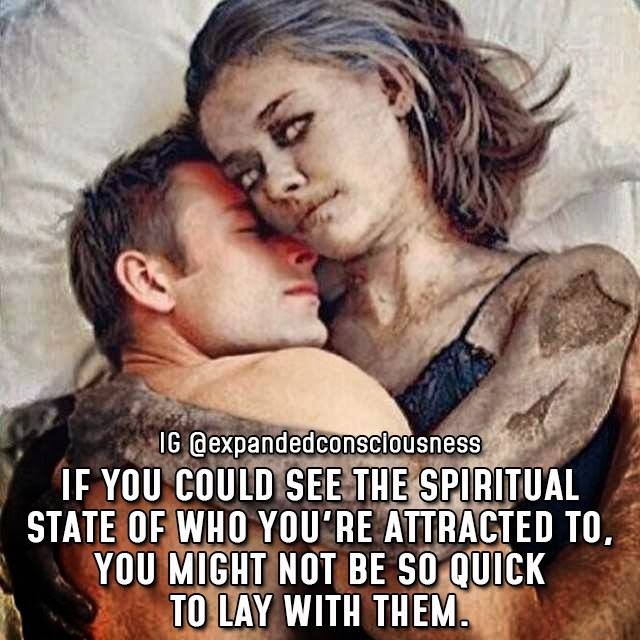 IG @expandedconsciousness
IF YOU COULD SEE THE SPIRITUAL
STATE OF WHO YOU'RE ATTRACTED TO,
YOU MIGHT NOT BE SO QUICK
TO LAY WITH THEM.